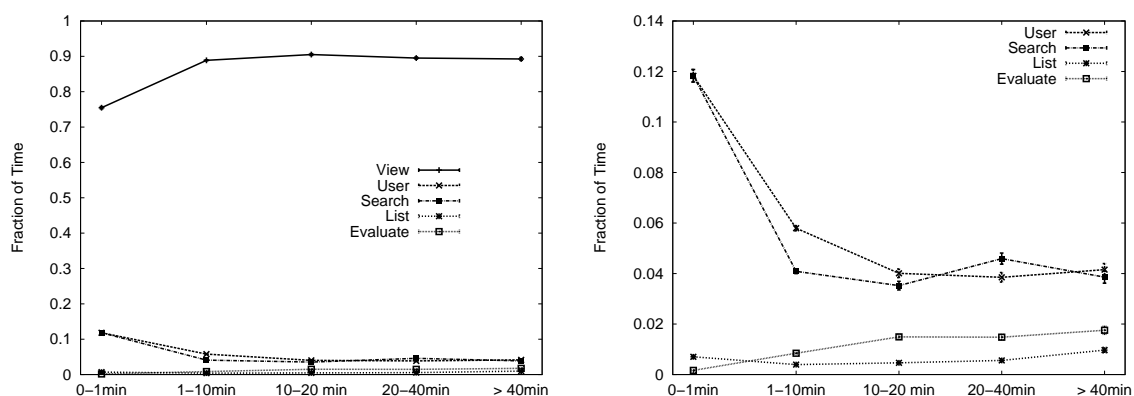 1
0.9
0.8
0.7
0.6
0.5
0.4
0.3
0.2
0.1
0
Fraction of Time
View
User
Search
List
Evaluate
0–1min
1–10min
10–20 min
20–40min
> 40min
0.14
0.12
0.1
0.08
0.06
0.04
0.02
0
Fraction of Time
User
Search
List
Evaluate
0–1min
1–10min
10–20 min
20–40min
> 40min